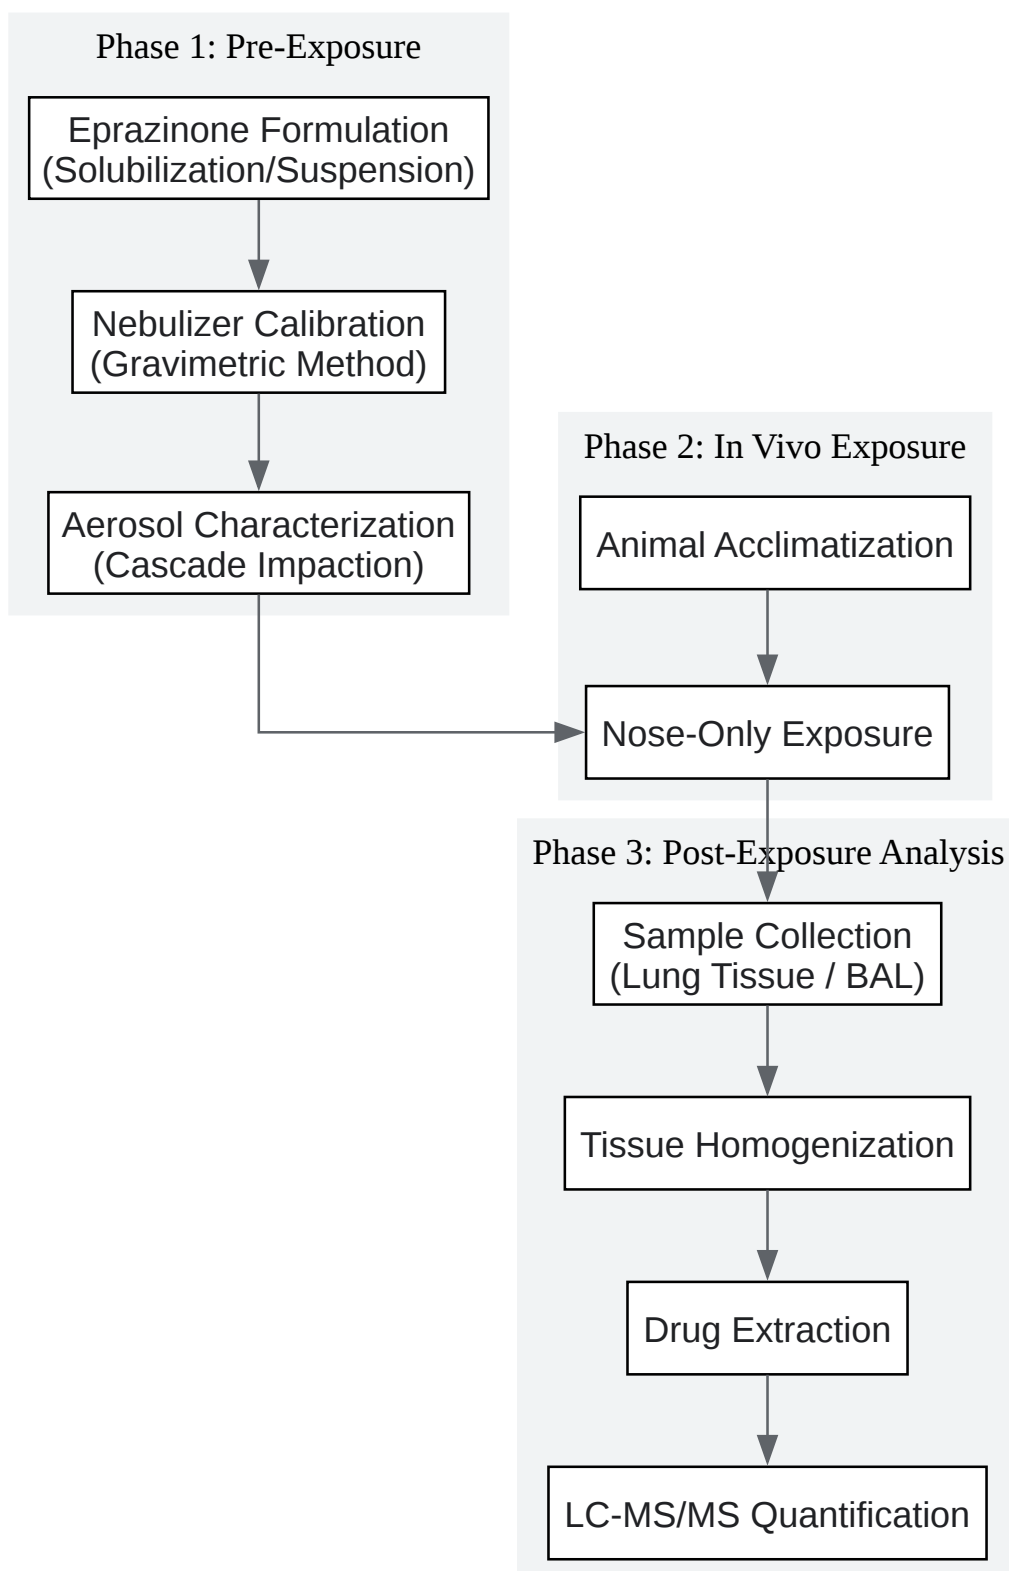 Phase 1: Pre-Exposure
Eprazinone Formulation
(Solubilization/Suspension)
Nebulizer Calibration
(Gravimetric Method)
Aerosol Characterization
(Cascade Impaction)
Phase 2: In Vivo Exposure
Animal Acclimatization
Nose-Only Exposure
Phase 3: Post-Exposure Analysis
Sample Collection
(Lung Tissue / BAL)
Tissue Homogenization
Drug Extraction
LC-MS/MS Quantification